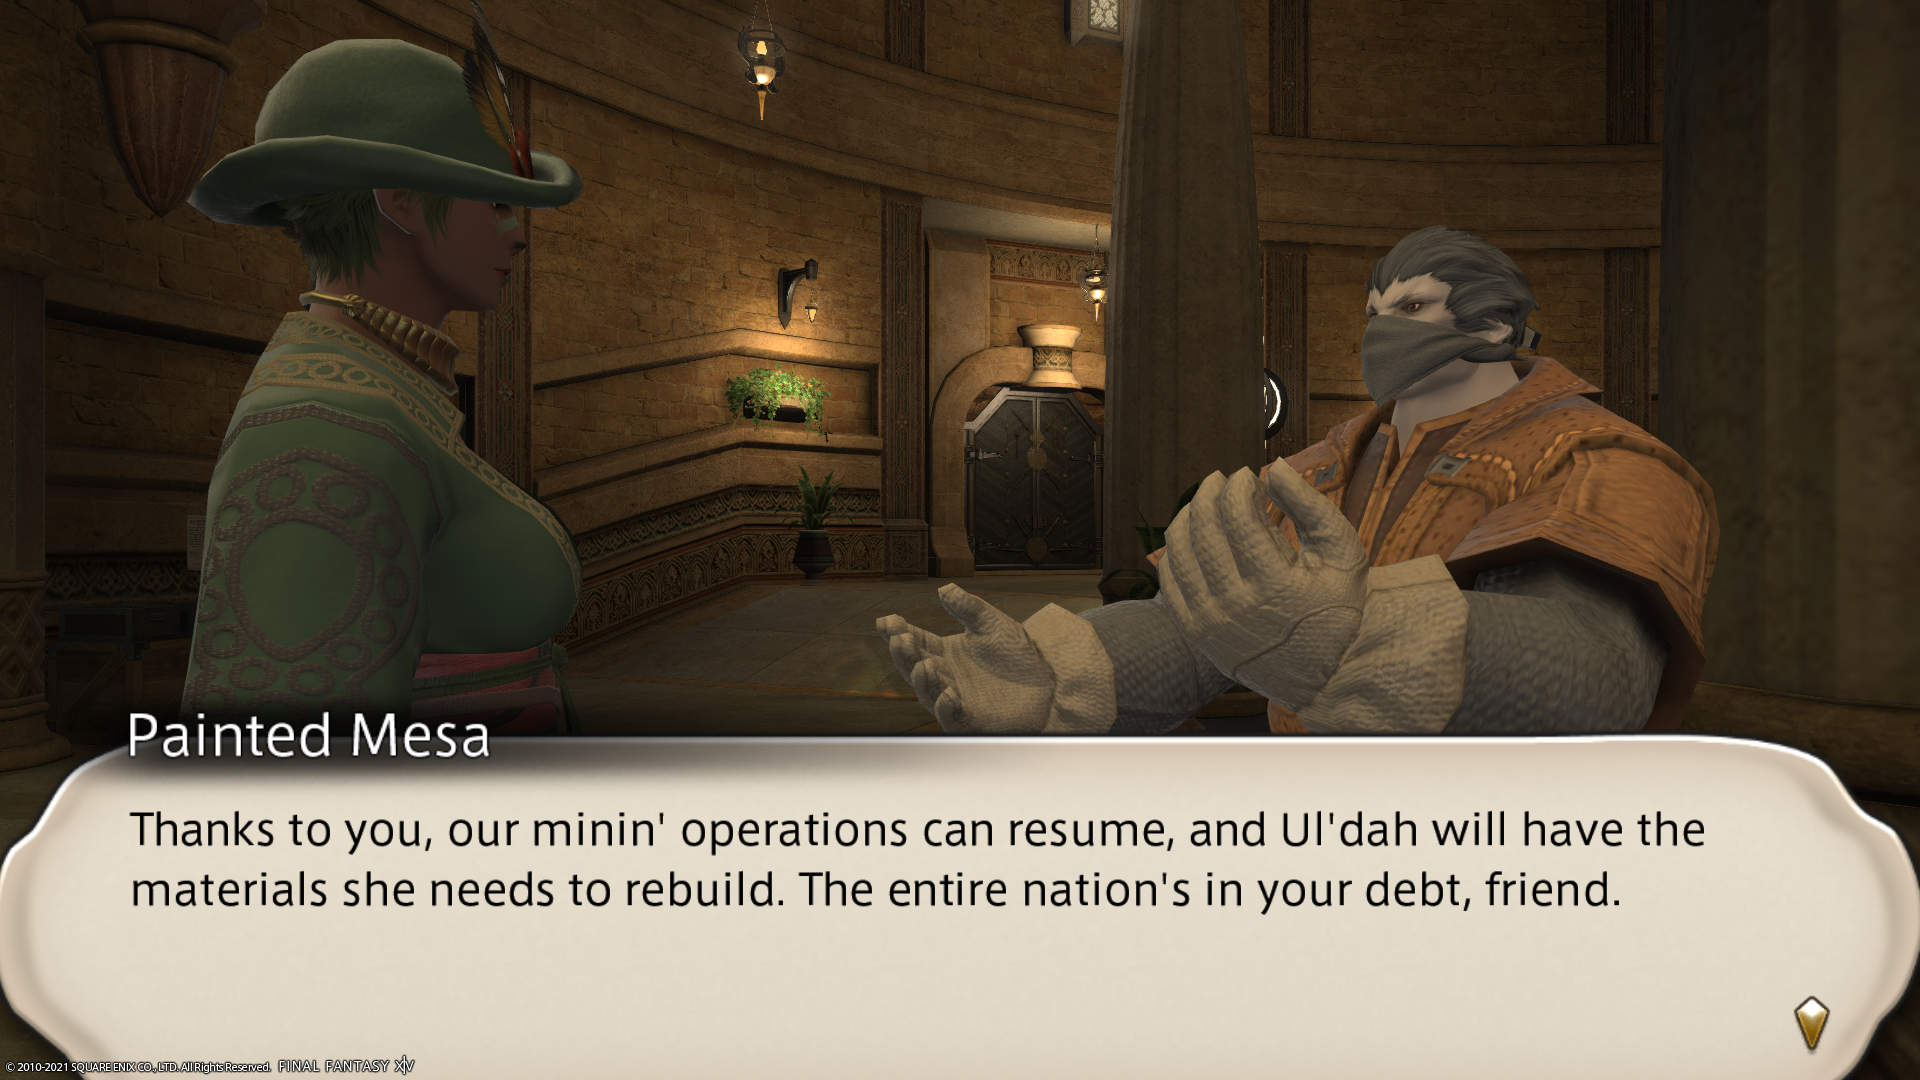 Painted Mesa
Thanks to you, our minin' operations can resume, and Ul'dah will have the
materials she needs to rebuild. The entire nation's in your debt, friend.
© 2010-2021 SQUARE ENIX CO., LTD. All Rights Reserved. FINAL FANTASY XIV